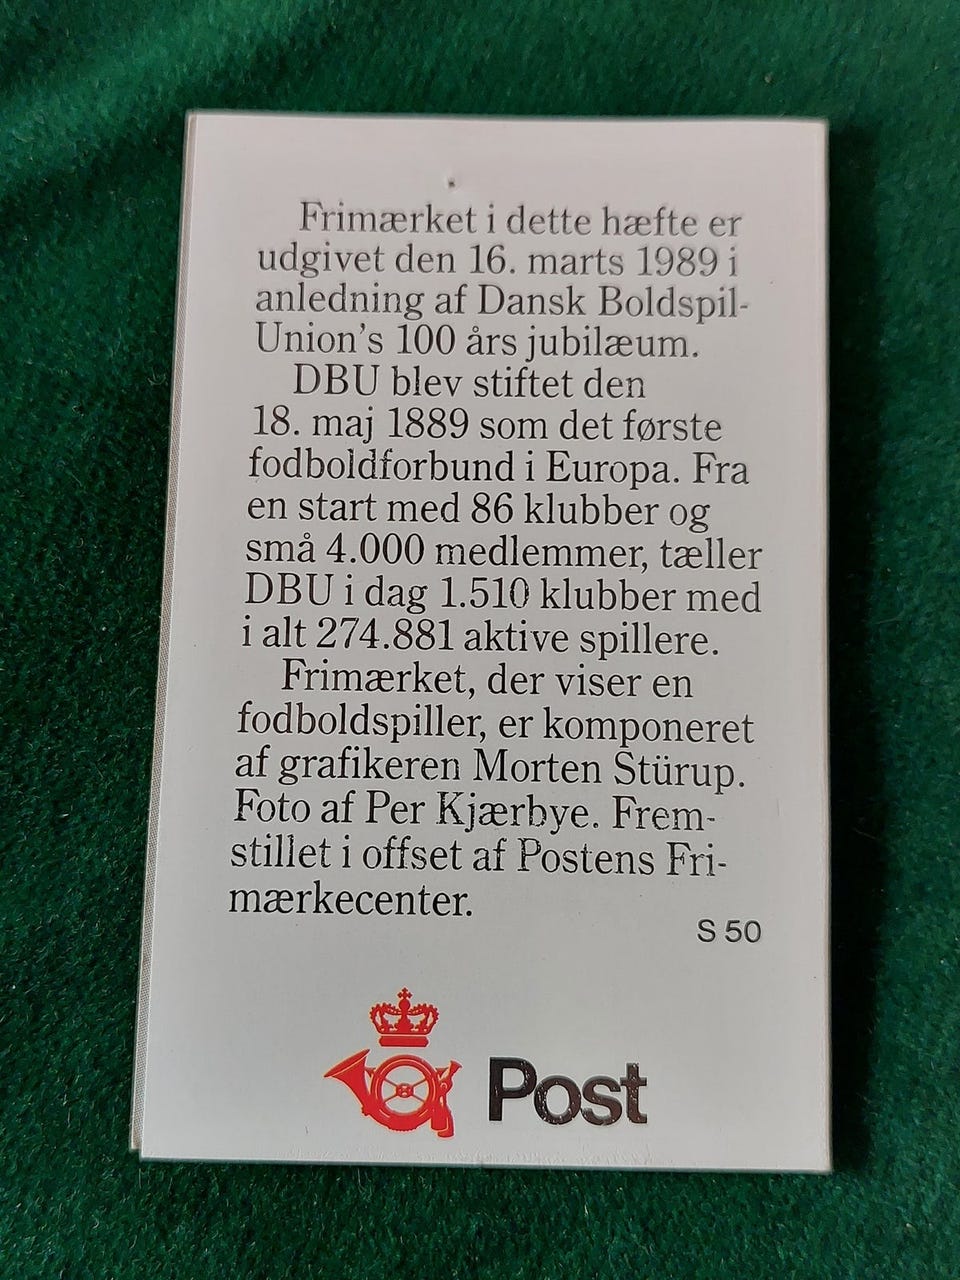 Frimærket i dette hæfte er
udgivet den 16. marts 1989 i
anledning af Dansk Boldspil-
Union's 100 års jubilæum.
DBU blev stiftet den
18. maj 1889 som det første
fodboldforbund i Europa. Fra
en start med 86 klubber og
små 4.000 medlemmer, tæller
DBU i dag 1.510 klubber med
i alt 274.881 aktive spillere.
Frimærket, der viser en
fodboldspiller, er komponeret
af grafikeren Morten Stürup.
Foto af Per Kjærbye. Frem-
stillet i offset af Postens Fri-
mærkecenter.
S 50
Post